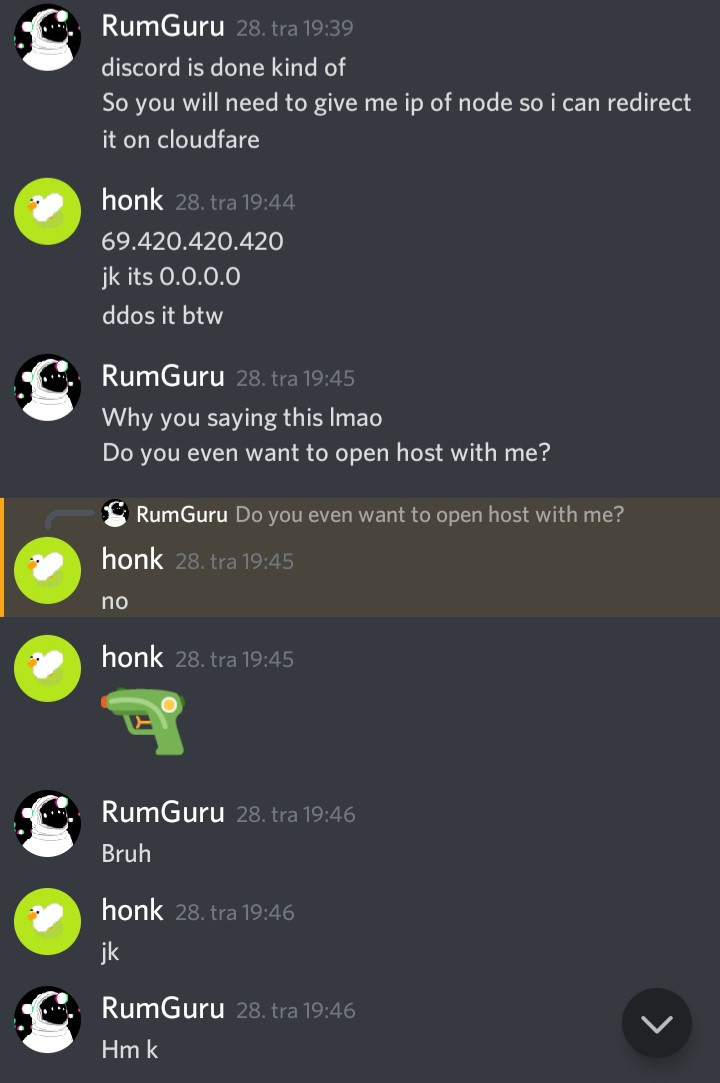 RumGuru 28. tra 19:39
discord is done kind of
So you will need to give me ip of node so i can redirect
it on cloudfare
honk 28. tra 19:44
69.420.420.420
jk its 0.0.0.0
ddos it btw
RumGuru 28. tra 19:45
Why you saying this lmao
Do you even want to open host with me?
RumGuru Do you even want to open host with me?
honk 28. tra 19:45
no
honk 28. tra 19:45
RumGuru 28. tra 19:46
Bruh
honk 28. tra 19:46
jk
RumGuru 28. tra 19:46
Hm k